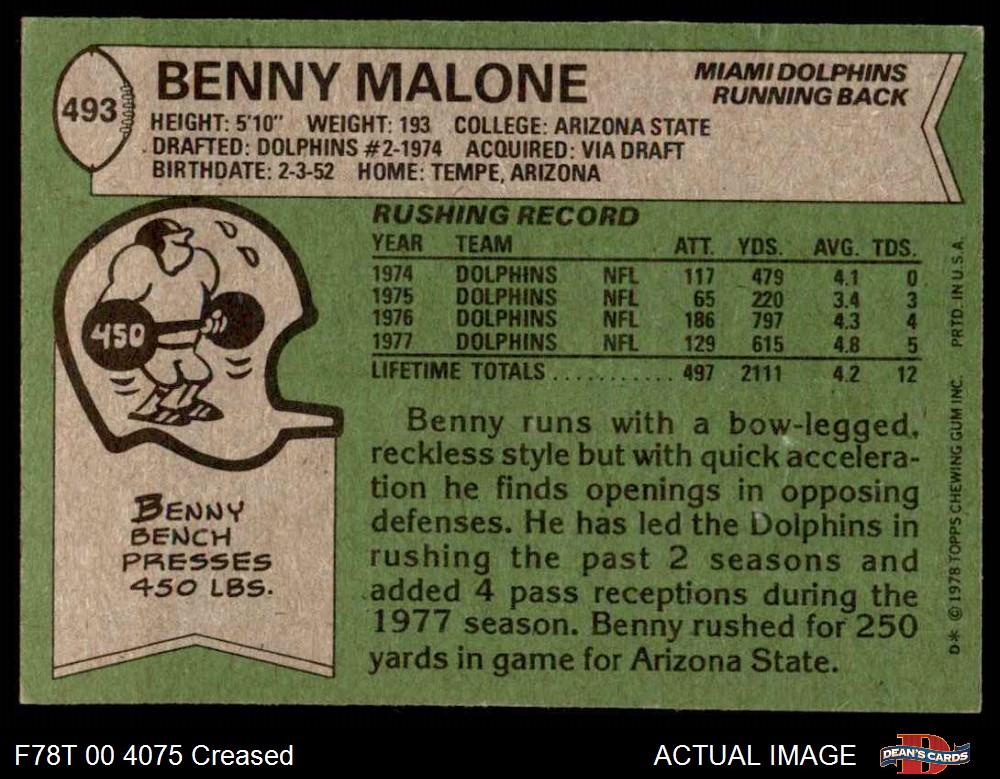 493
BENNY MALONE
MIAMI DOLPHINS
RUNNING BACK
HEIGHT: 5'10" WEIGHT: 193 COLLEGE: ARIZONA STATE
DRAFTED: DOLPHINS #2-1974 ACQUIRED: VIA DRAFT
BIRTHDATE: 2-3-52 HOME: TEMPE, ARIZONA
RUSHING RECORD
YEAR TEAM ATT. YDS. AVG. TDS.
1974 DOLPHINS NFL 117 479 4.1 0
1975 DOLPHINS NFL 65 220 3.4 3
1976 DOLPHINS NFL 186 797 4.3 4
1977 DOLPHINS NFL 129 615 4.8 5
LIFETIME TOTALS ........... 497 2111 4.2 12
450
BENNY
BENCH
PRESSES
450 LBS.
Benny runs with a bow-legged,
reckless style but with quick accelera-
tion he finds openings in opposing
defenses. He has led the Dolphins in
rushing the past 2 seasons and
added 4 pass receptions during the
1977 season. Benny rushed for 250
yards in game for Arizona State.
D* © 1978 TOPPS CHEWING GUM INC. PRTD. IN U.S.A.
F78T 00 4075 Creased
ACTUAL IMAGE
DEAN'S CARDS